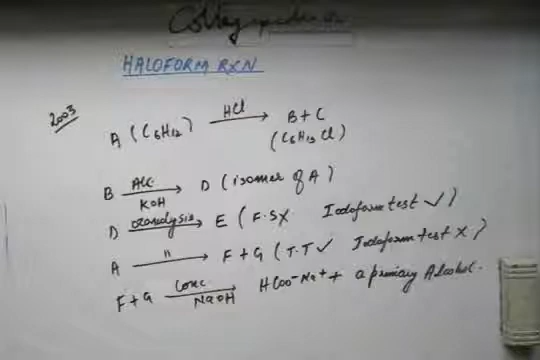 HALOFORM RXN
2003
A (C6H12) HCl → B + C
(C6H13Cl)
B Alc. KOH → D (isomer of A)
D ozonolysis → E (F.S X Iodoform test ✓)
A " → F + G (T.T ✓ Iodoform test X)
F + G Conc NaOH → HCoo⁻Na⁺ + a primary Alcohol.